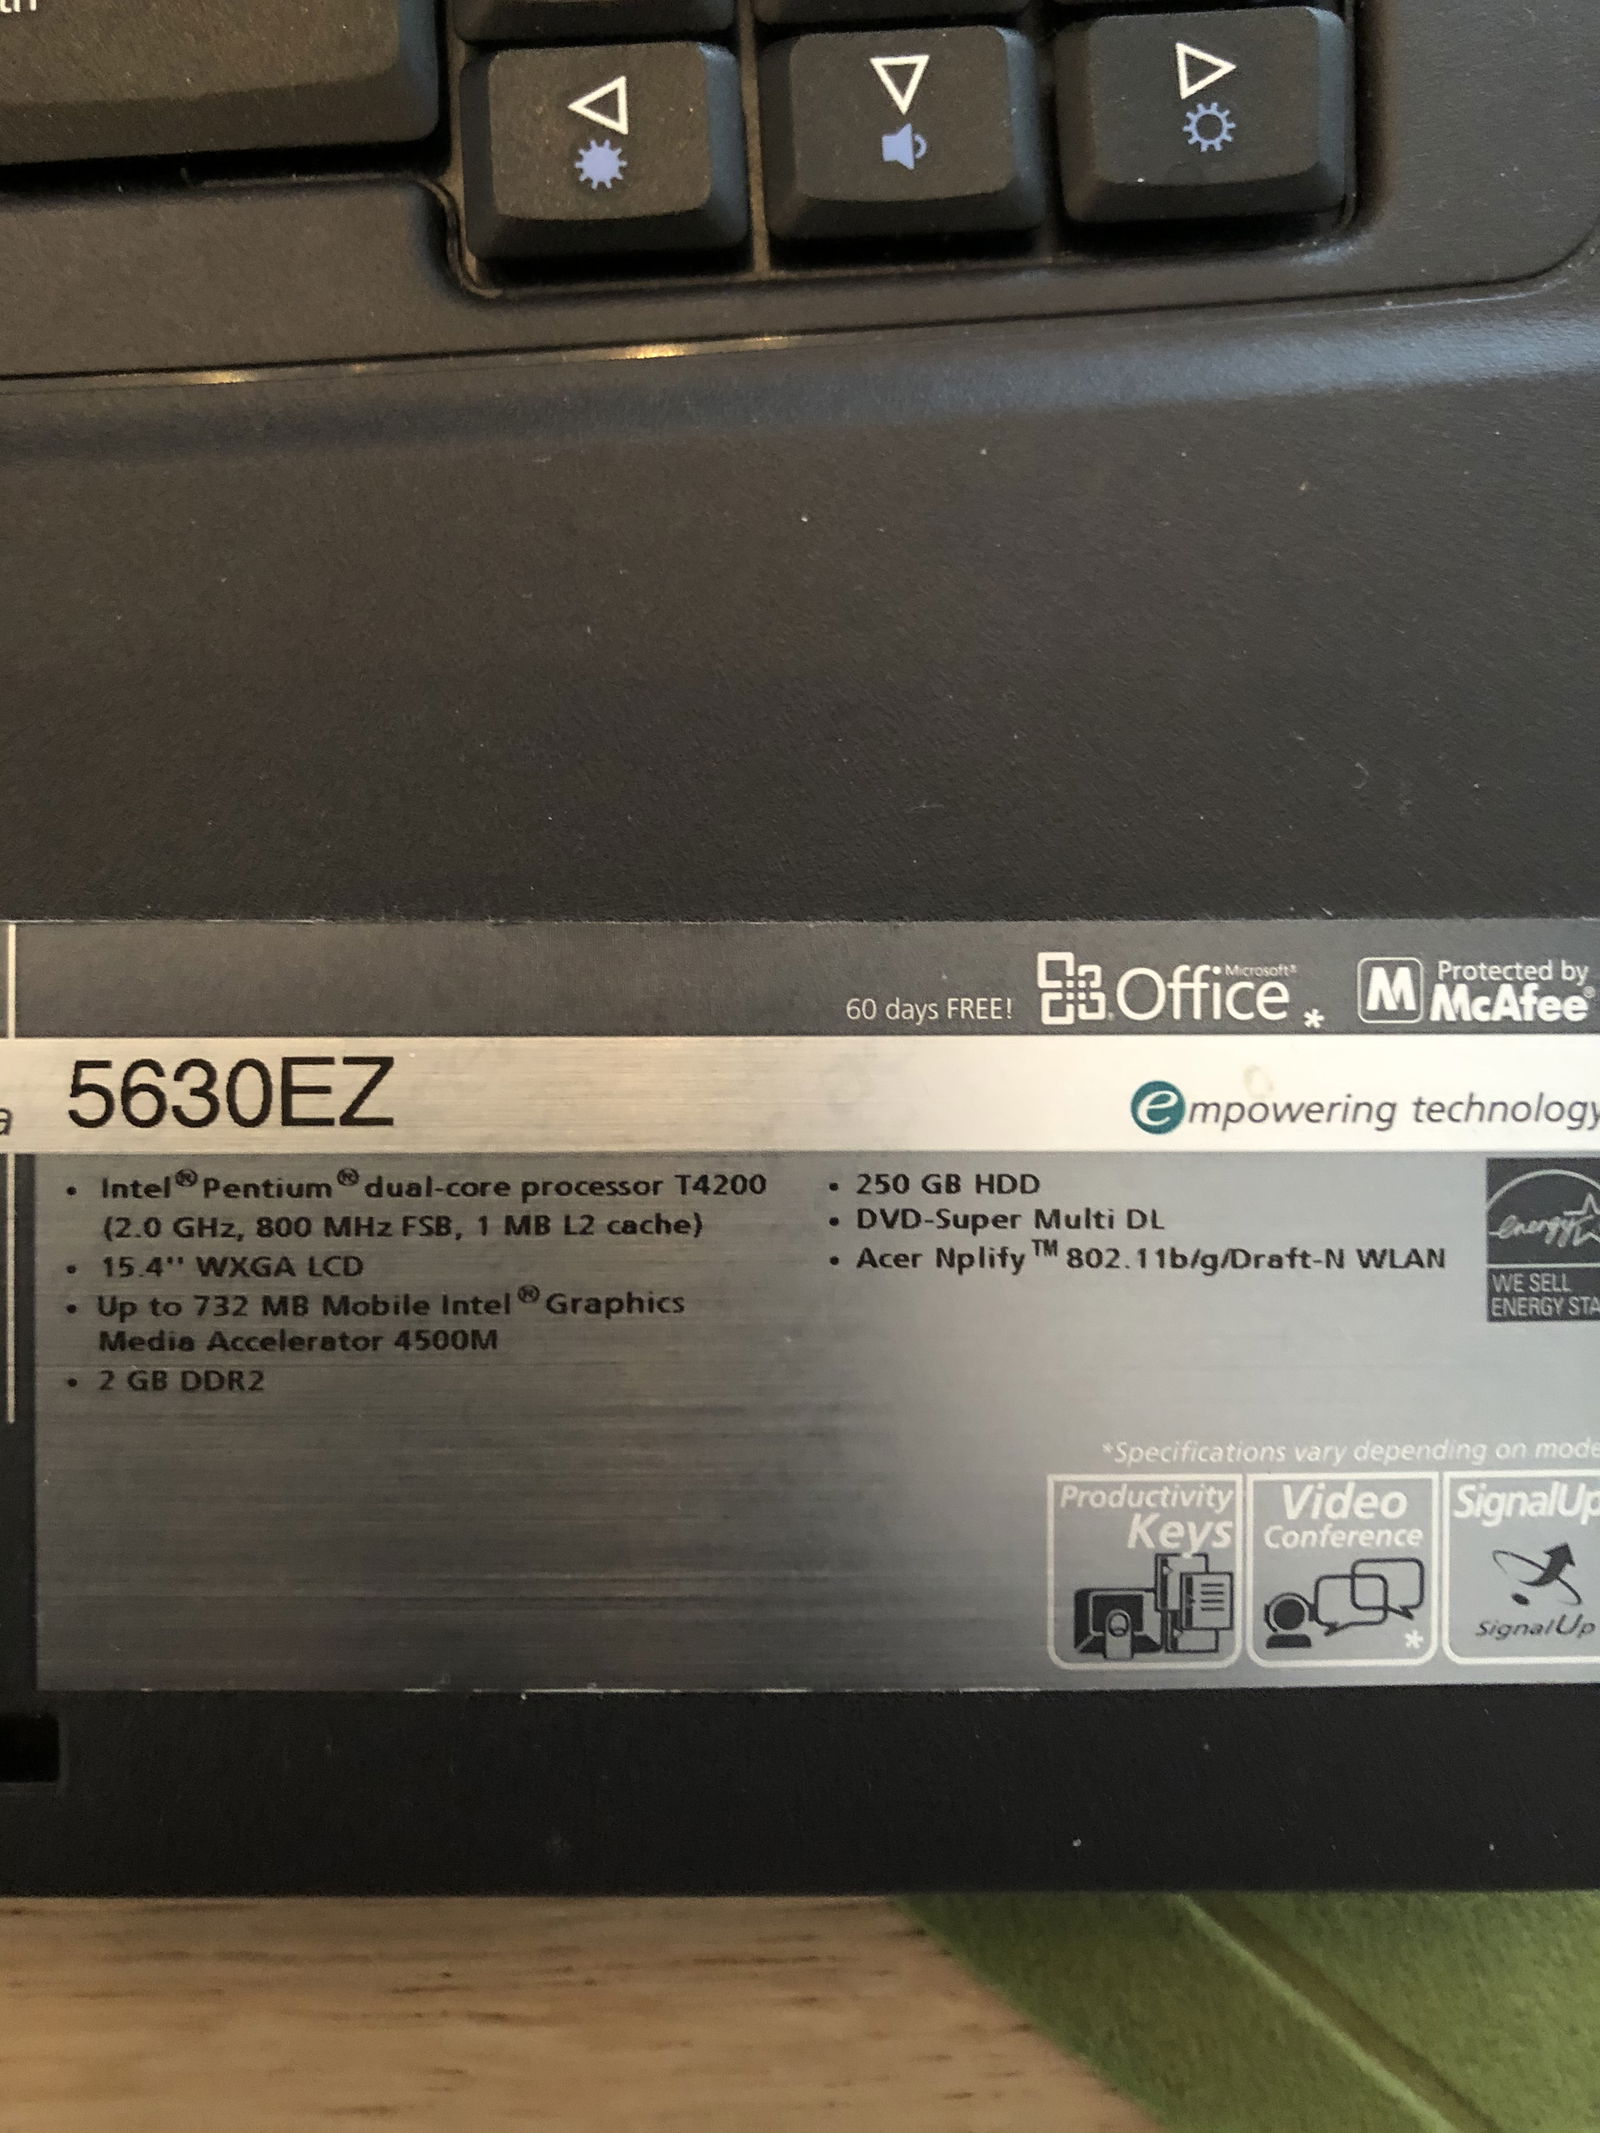 60 days FREE! Microsoft® Office * M Protected by McAfee®
5630EZ empowering technology
• Intel® Pentium® dual-core processor T4200
(2.0 GHz, 800 MHz FSB, 1 MB L2 cache)
• 15.4'' WXGA LCD
• Up to 732 MB Mobile Intel® Graphics
Media Accelerator 4500M
• 2 GB DDR2
• 250 GB HDD
• DVD-Super Multi DL
• Acer Nplify™ 802.11b/g/Draft-N WLAN
energy
WE SELL
ENERGY STA
*Specifications vary depending on mode
Productivity
Keys
Video
Conference
*
SignalUp
SignalUp